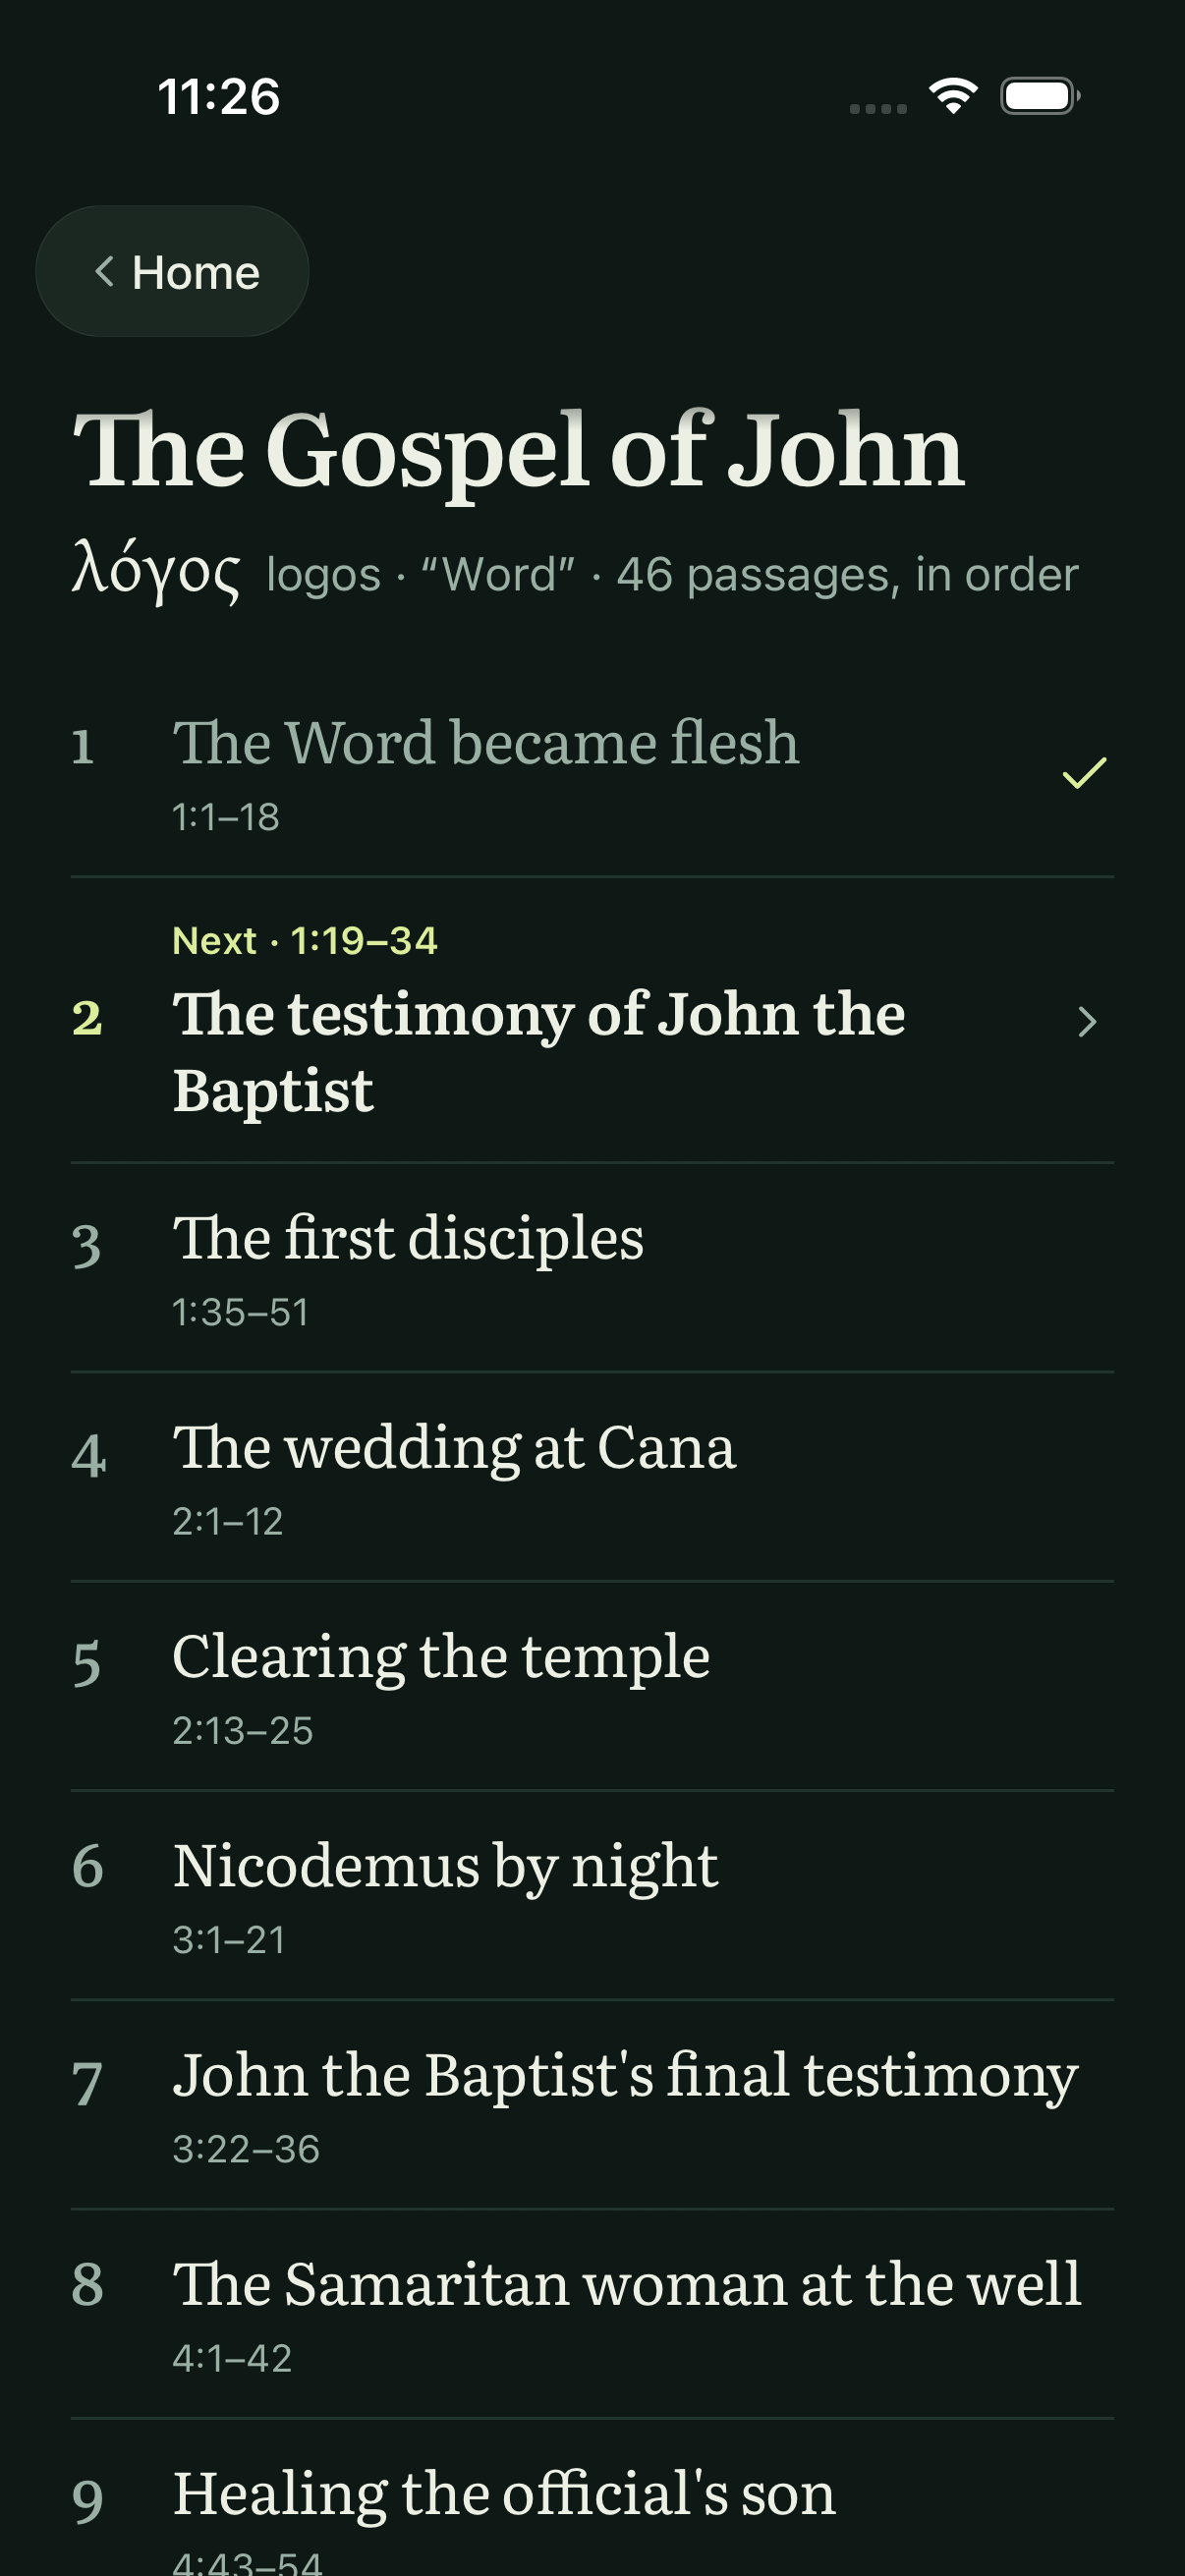 11:26
Home
The Gospel of John
λόγος logos · “Word” · 46 passages, in order
1 The Word became flesh
1:1–18
Next · 1:19–34
2 The testimony of John the
Baptist
3 The first disciples
1:35–51
4 The wedding at Cana
2:1–12
5 Clearing the temple
2:13–25
6 Nicodemus by night
3:1–21
7 John the Baptist's final testimony
3:22–36
8 The Samaritan woman at the well
4:1–42
9 Healing the official's son
4:43–54